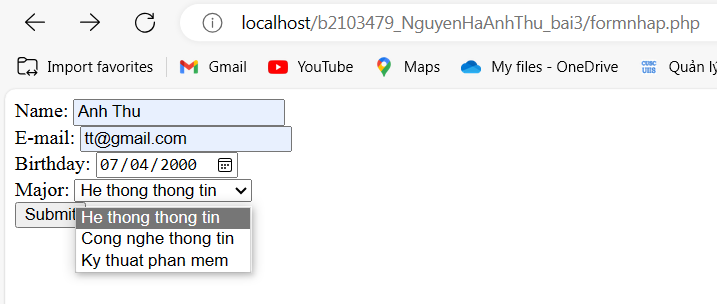 localhost/b2103479_NguyenHaAnhThu_bai3/formnhap.php
Import favorites Gmail YouTube Maps My files - OneDrive CUSC UIIS Quản lý
Name: Anh Thu
E-mail: tt@gmail.com
Birthday: 07/04/2000
Major: He thong thong tin
Submit
He thong thong tin
Cong nghe thong tin
Ky thuat phan mem